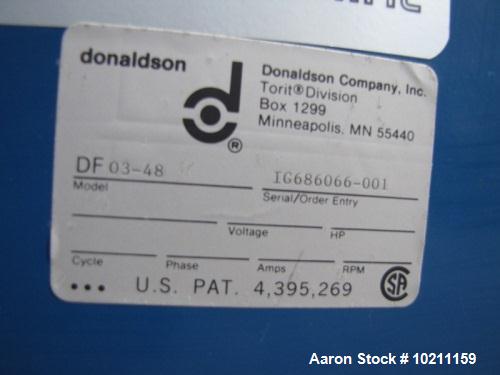 donaldson
Donaldson Company, Inc.
Torit® Division
Box 1299
Minneapolis, MN 55440
®
DF 03-48
IG686066-001
Model
Serial/Order Entry
Voltage
HP
Cycle
Phase
Amps
RPM
••• U.S. PAT. 4,395,269
CSA
Aaron Stock # 10211159